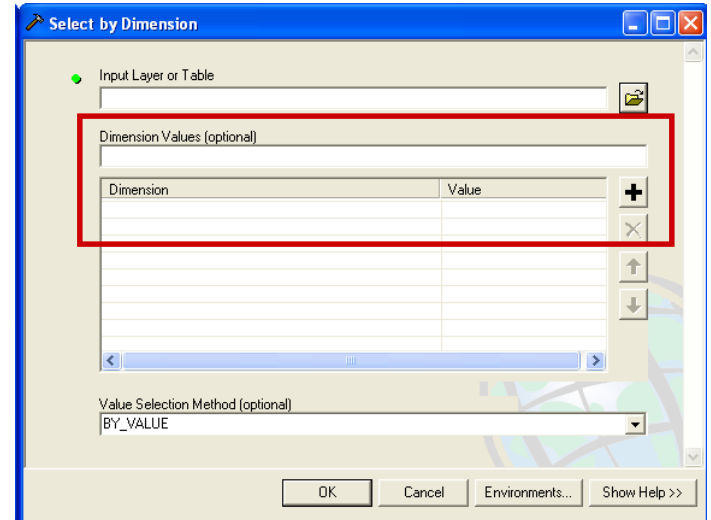 Select by Dimension
Input Layer or Table
Dimension Values (optional)
Dimension Value
Value Selection Method (optional)
BY_VALUE
OK Cancel Environments... Show Help >>